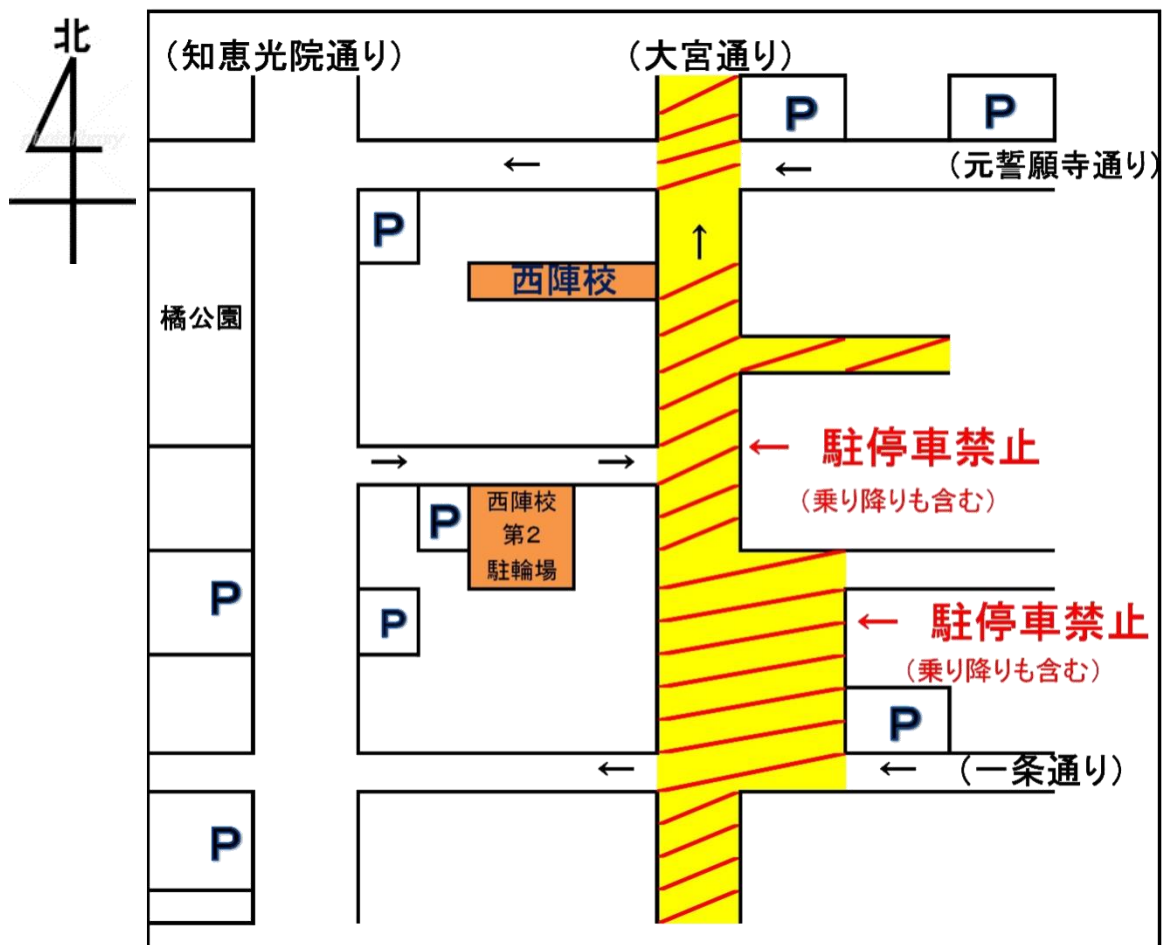 北
(知恵光院通り)
(大宮通り)
P
P
photolibrary
←
←
(元誓願寺通り)
P
↑
西陣校
橘公園
→
→
← 駐停車禁止
(乗り降りも含む)
P
西陣校
第2
駐輪場
P
P
← 駐停車禁止
(乗り降りも含む)
P
←
←
(一条通り)
P